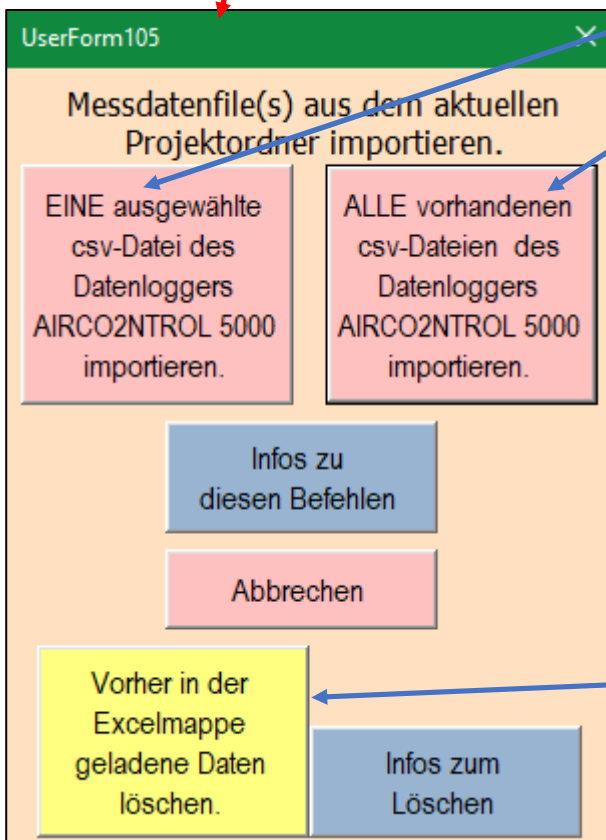 UserForm105
Messdatenfile(s) aus dem aktuellen
Projektordner importieren.
EINE ausgewählte
csv-Datei des
Datenloggers
AIRCO2NTROL 5000
importieren.
ALLE vorhandenen
csv-Dateien des
Datenloggers
AIRCO2NTROL 5000
importieren.
Infos zu
diesen Befehlen
Abbrechen
Vorher in der
Excelmappe
geladene Daten
löschen.
Infos zum
Löschen